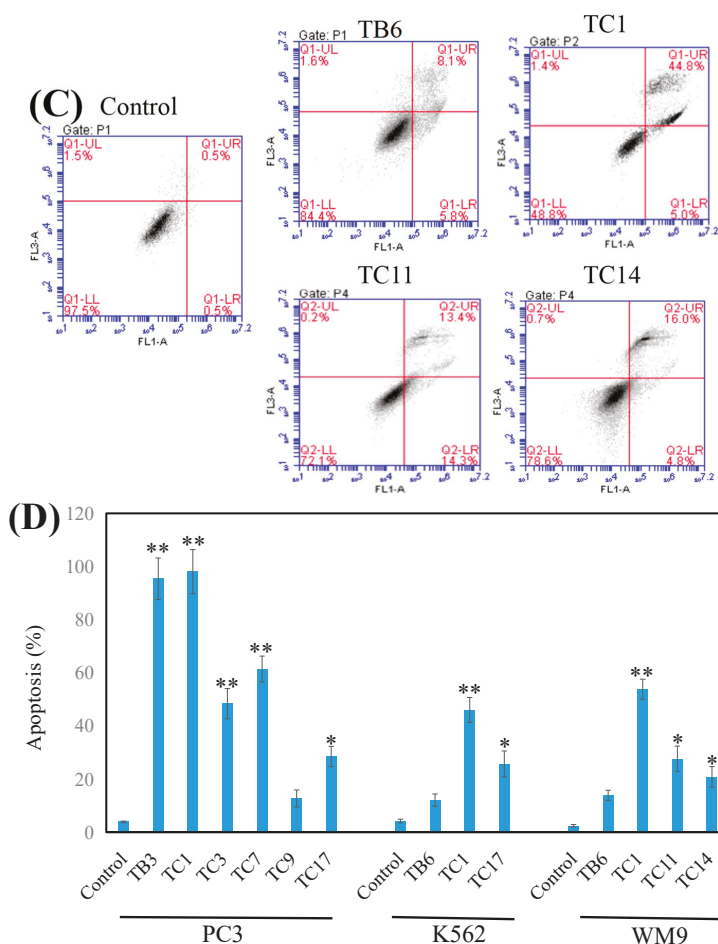 (C) Control
Gate: P1
Q1-UL
1.5%
Q1-UR
0.5%
Q1-LL
97.5%
Q1-LR
0.5%
FL3-A
FL1-A
TB6
Gate: P1
Q1-UL
1.6%
Q1-UR
8.1%
Q1-LL
84.4%
Q1-LR
5.8%
FL3-A
FL1-A
TC1
Gate: P2
Q1-UL
1.4%
Q1-UR
44.8%
Q1-LL
48.8%
Q1-LR
5.0%
FL3-A
FL1-A
TC11
Gate: P4
Q2-UL
0.2%
Q2-UR
13.4%
Q2-LL
72.1%
Q2-LR
14.3%
FL3-A
FL1-A
TC14
Gate: P4
Q2-UL
0.7%
Q2-UR
16.0%
Q2-LL
78.6%
Q2-LR
4.8%
FL3-A
FL1-A
(D)
Apoptosis (%)
120
100
80
60
40
20
0
** ** ** ** * ** * ** * *
Control TB3 TC1 TC3 TC7 TC9 TC17 Control TB6 TC1 TC17 Control TB6 TC1 TC11 TC14
PC3 K562 WM9